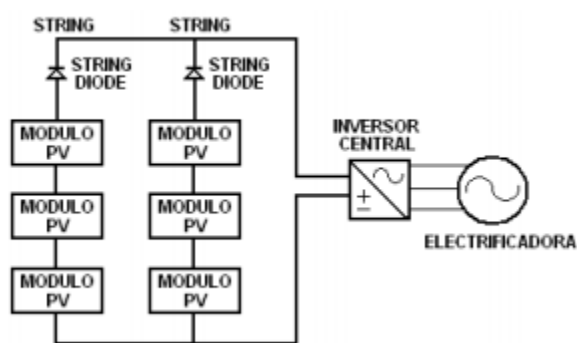 STRING
STRING
STRING
DIODE
STRING
DIODE
MODULO
PV
MODULO
PV
INVERSOR
CENTRAL
MODULO
PV
MODULO
PV
ELECTRIFICADORA
MODULO
PV
MODULO
PV